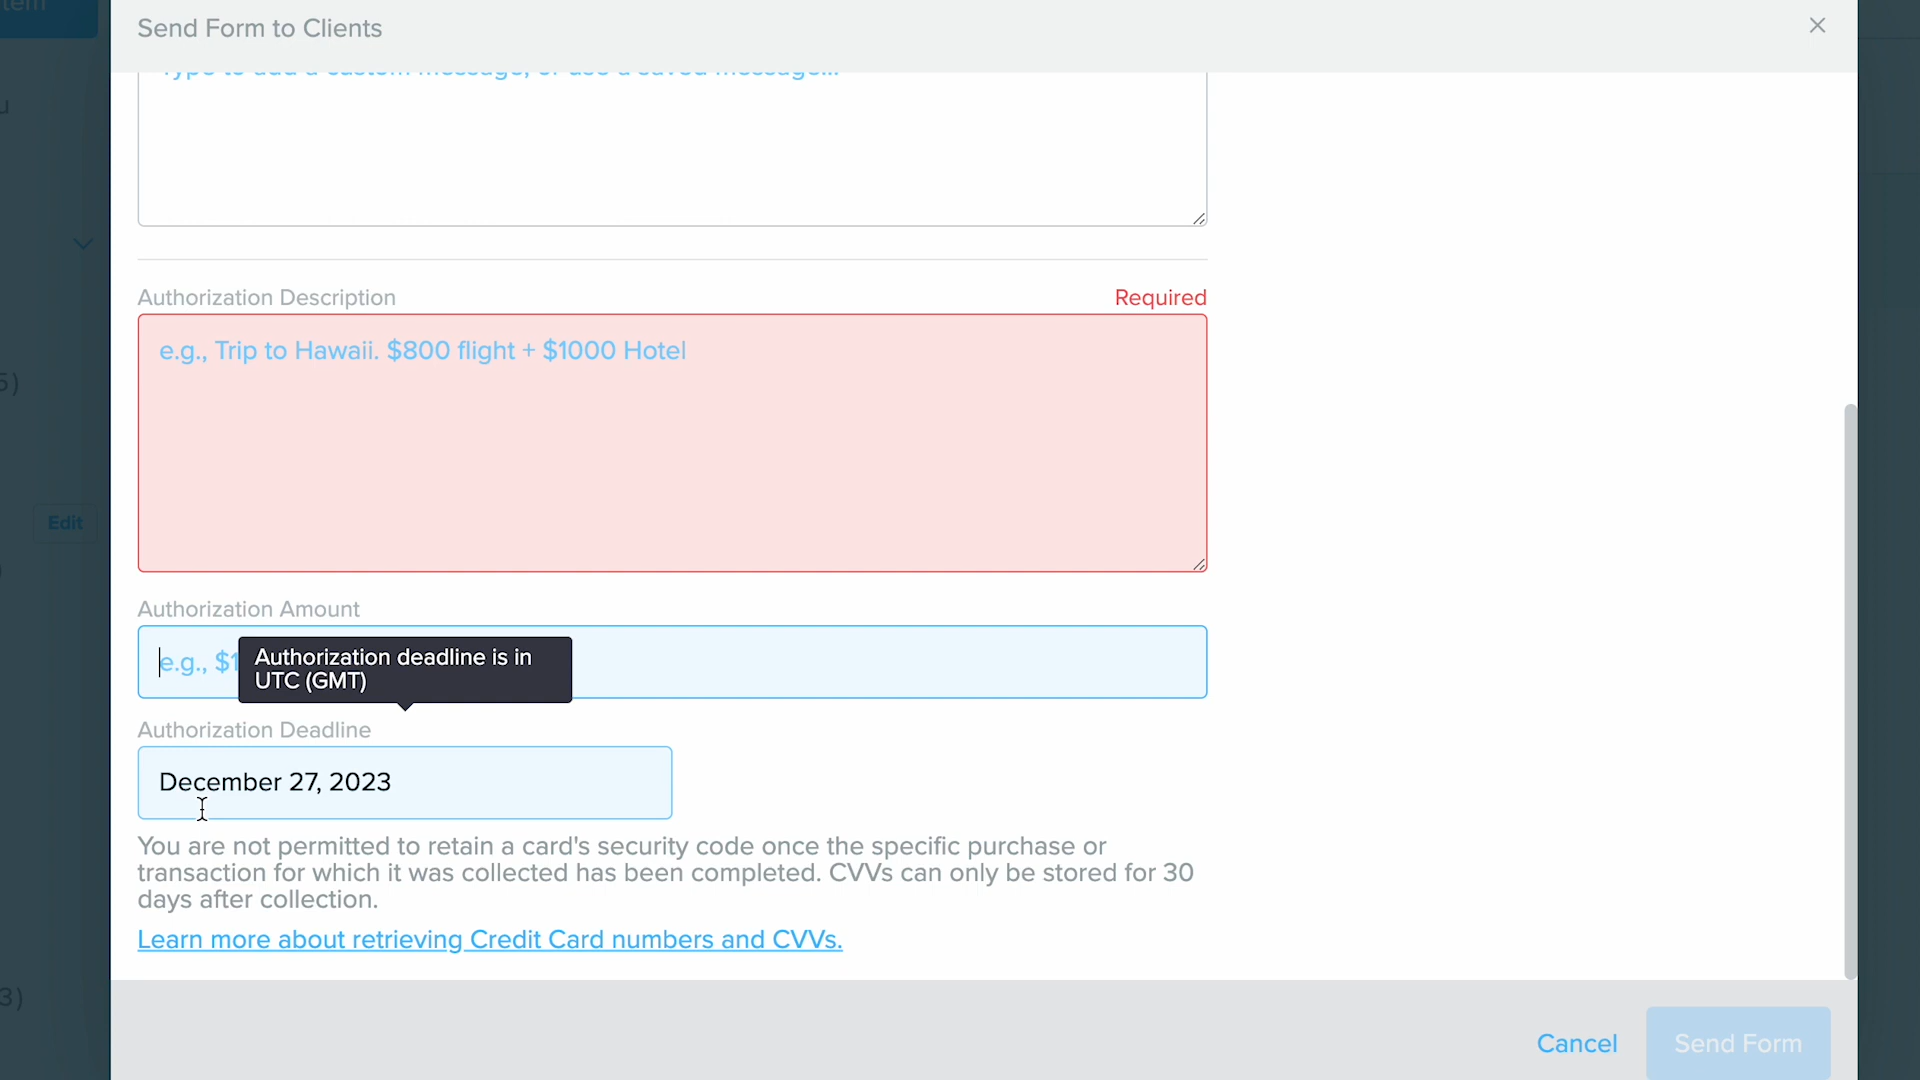 Send Form to Clients
Type to add a custom message, or use a saved message...
Authorization Description
Required
e.g., Trip to Hawaii. $800 flight + $1000 Hotel
Edit
Authorization Amount
e.g., $1
Authorization deadline is in
UTC (GMT)
Authorization Deadline
December 27, 2023
You are not permitted to retain a card's security code once the specific purchase or
transaction for which it was collected has been completed. CVVs can only be stored for 30
days after collection.
Learn more about retrieving Credit Card numbers and CVVs.
3)
Cancel
Send Form